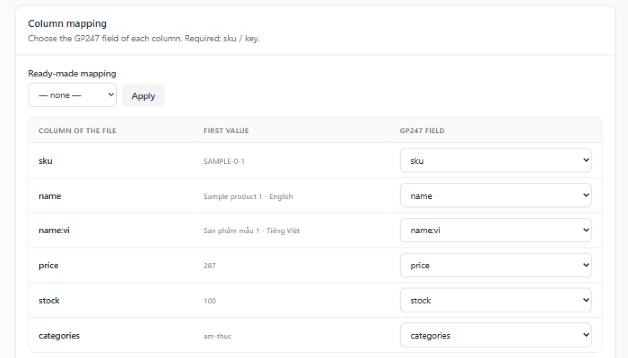 Column mapping
Choose the GP247 field of each column. Required: sku / key.
Ready-made mapping
— none — Apply
COLUMN OF THE FILE FIRST VALUE GP247 FIELD
sku SAMPLE-0-1 sku
name Sample product 1 - English name
name:vi Sản phẩm mẫu 1 - Tiếng Việt name:vi
price 287 price
stock 100 stock
categories am-thuc categories